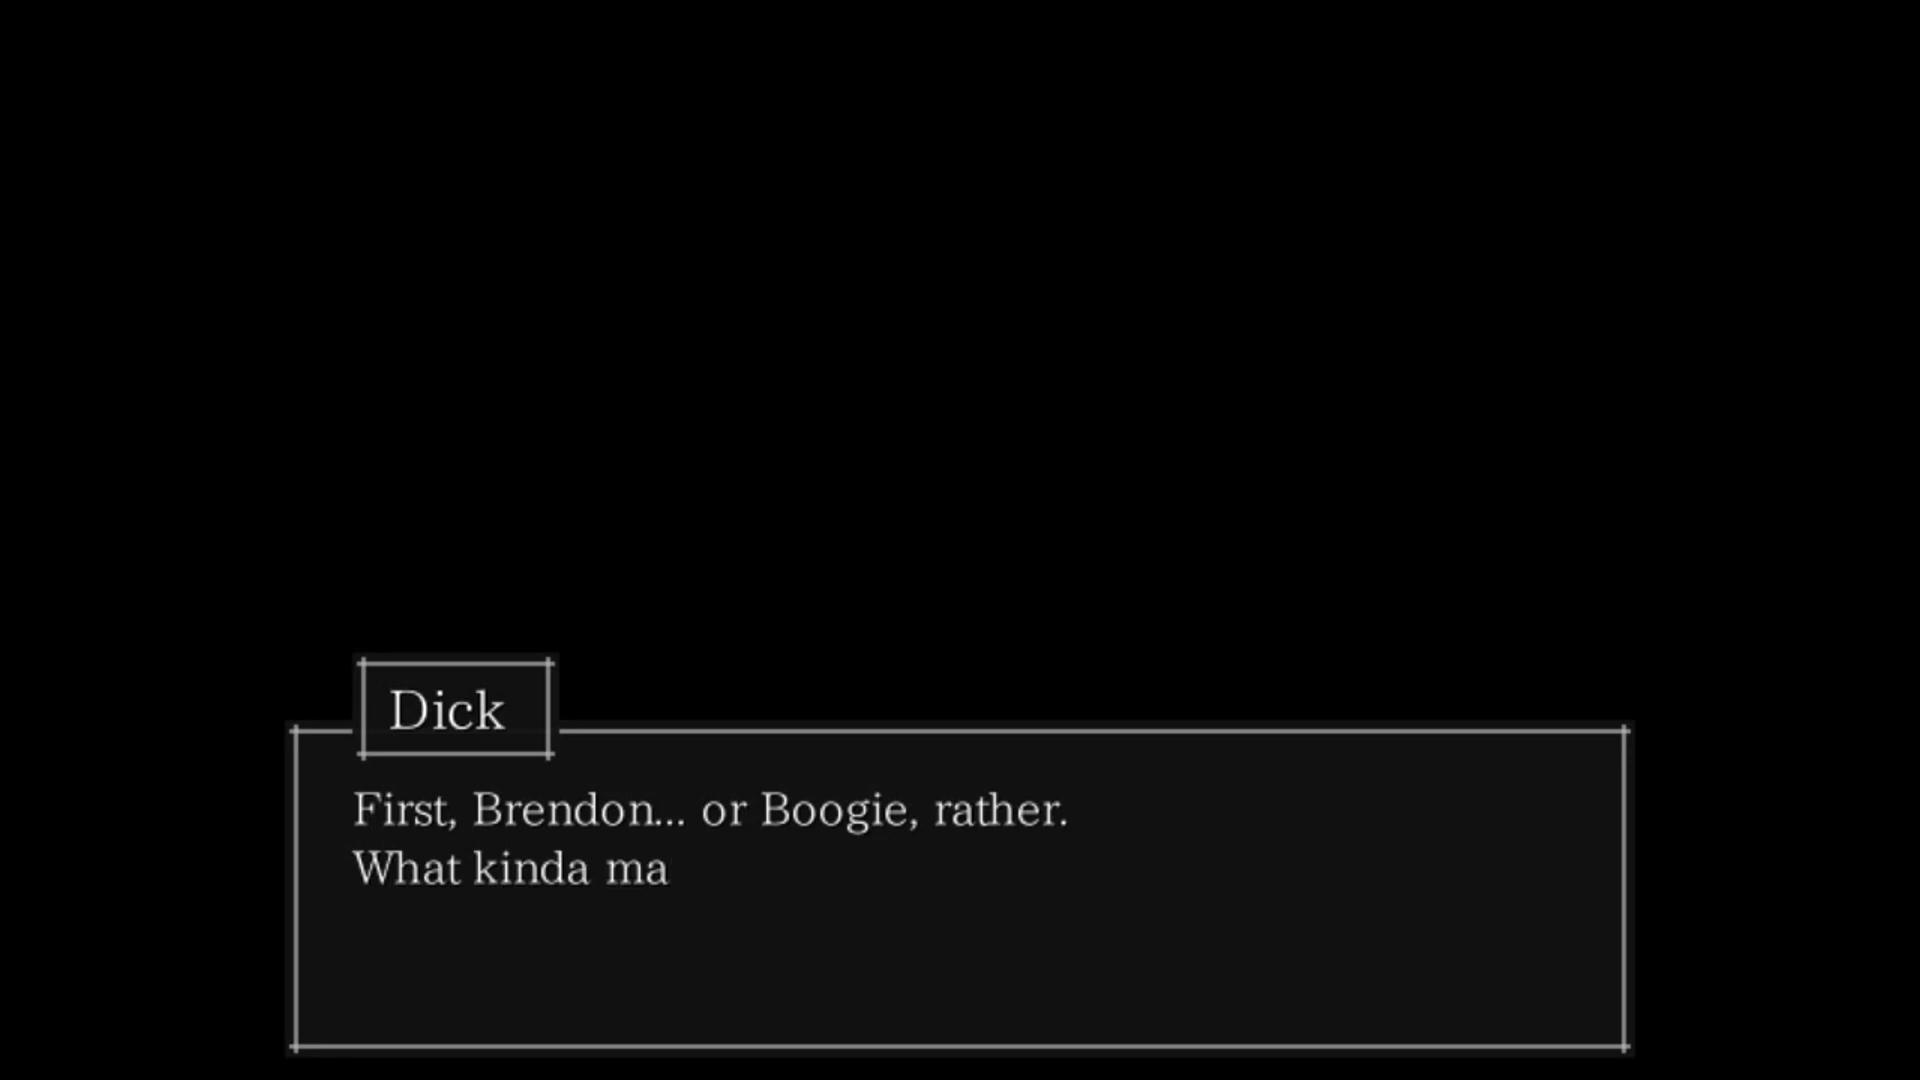 Dick
First, Brendon... or Boogie, rather.
What kinda ma